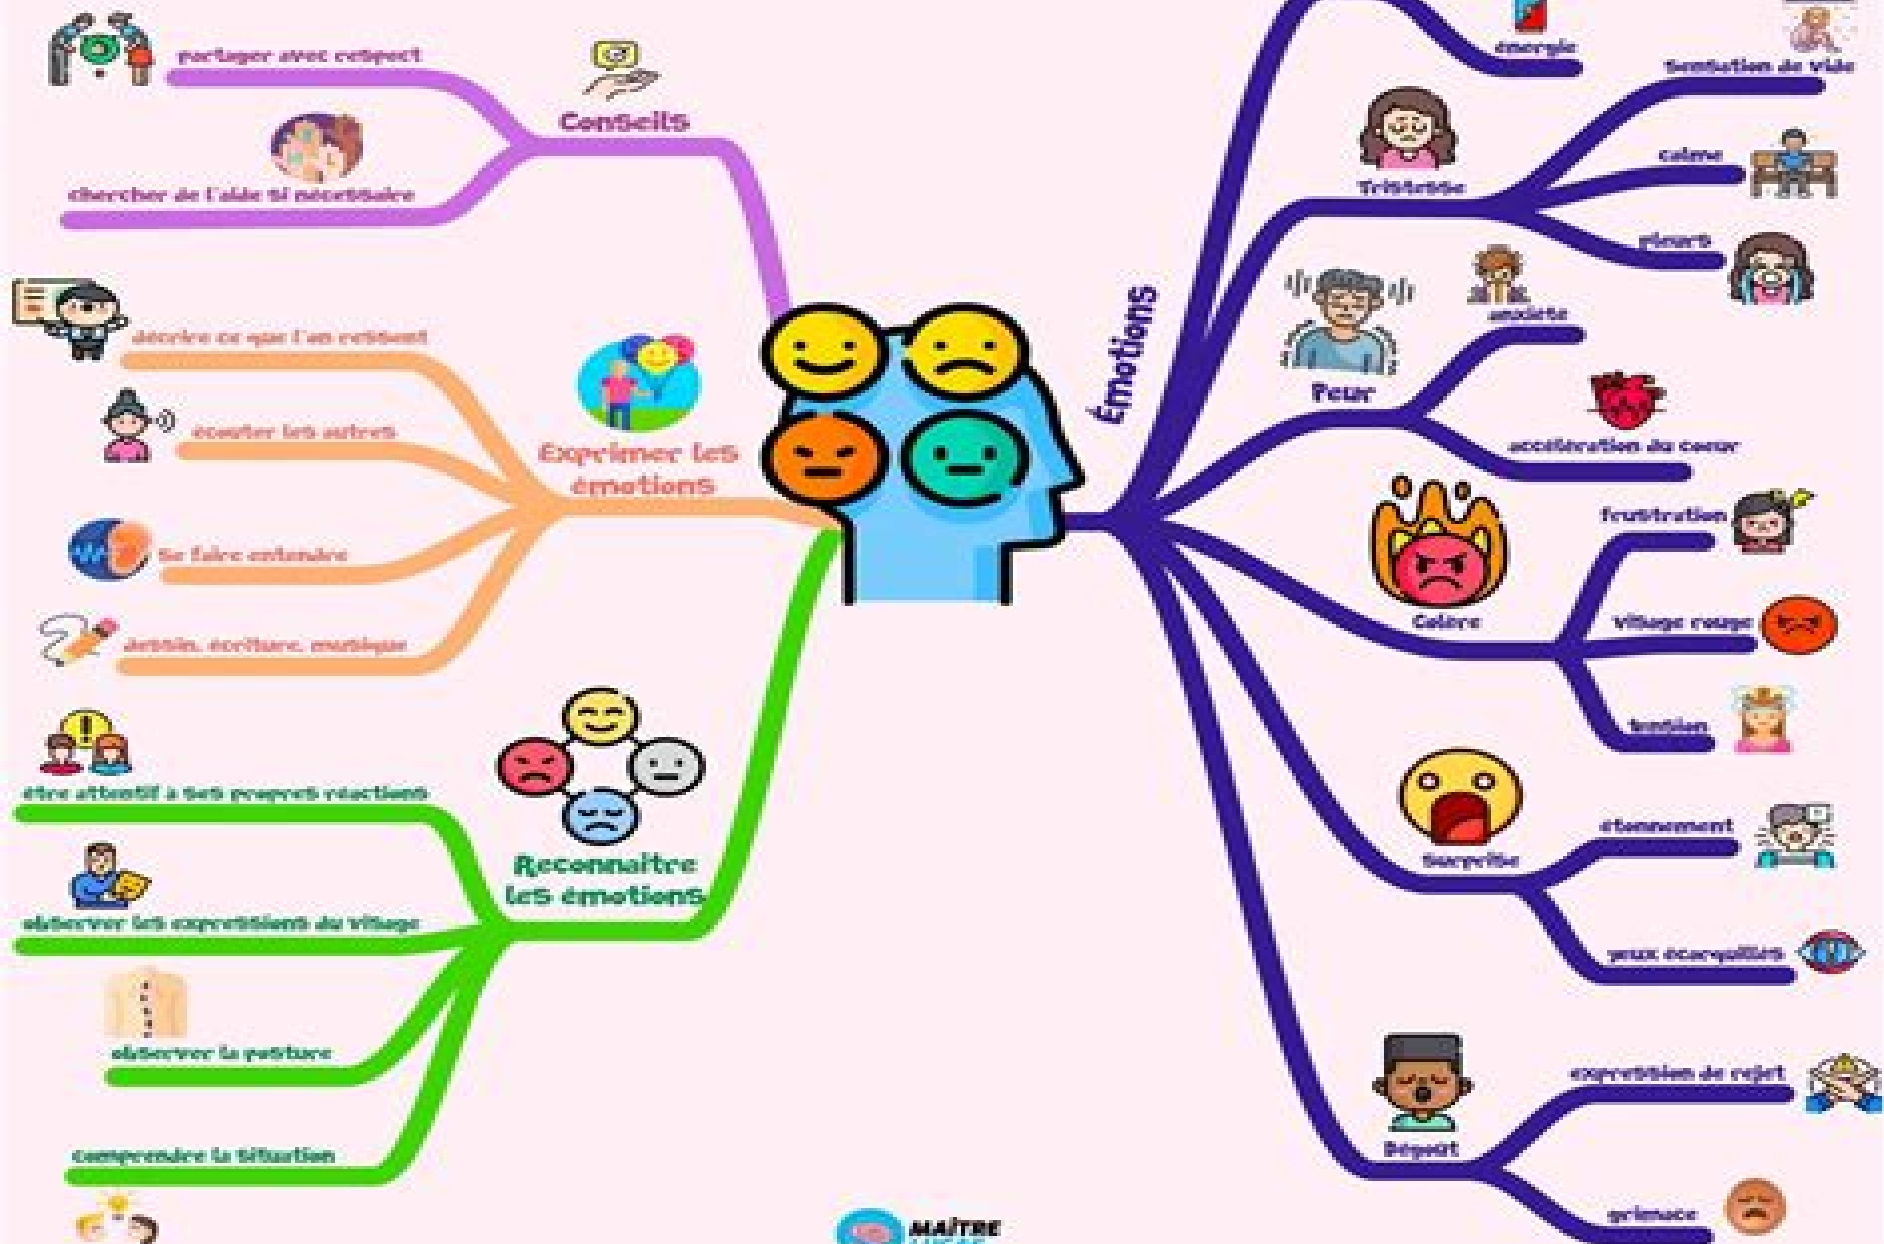 partager avec respect
Conseils
chercher de l'aide si nécessaire
décrire ce que l'on ressent
écouter les autres
Exprimer les
émotions
se faire entendre
dessin, écriture, musique
être attentif à ses propres réactions
Reconnaitre
les émotions
observer les expressions du visage
observer la posture
comprendre la situation
Émotions
énergie
sensation de vide
Tristesse
calme
pleurs
Peur
anxiété
accélération du coeur
Colère
frustration
visage rouge
tension
Surprise
étonnement
yeux écarquillés
Dégoût
expression de rejet
grimace
MAÎTRE